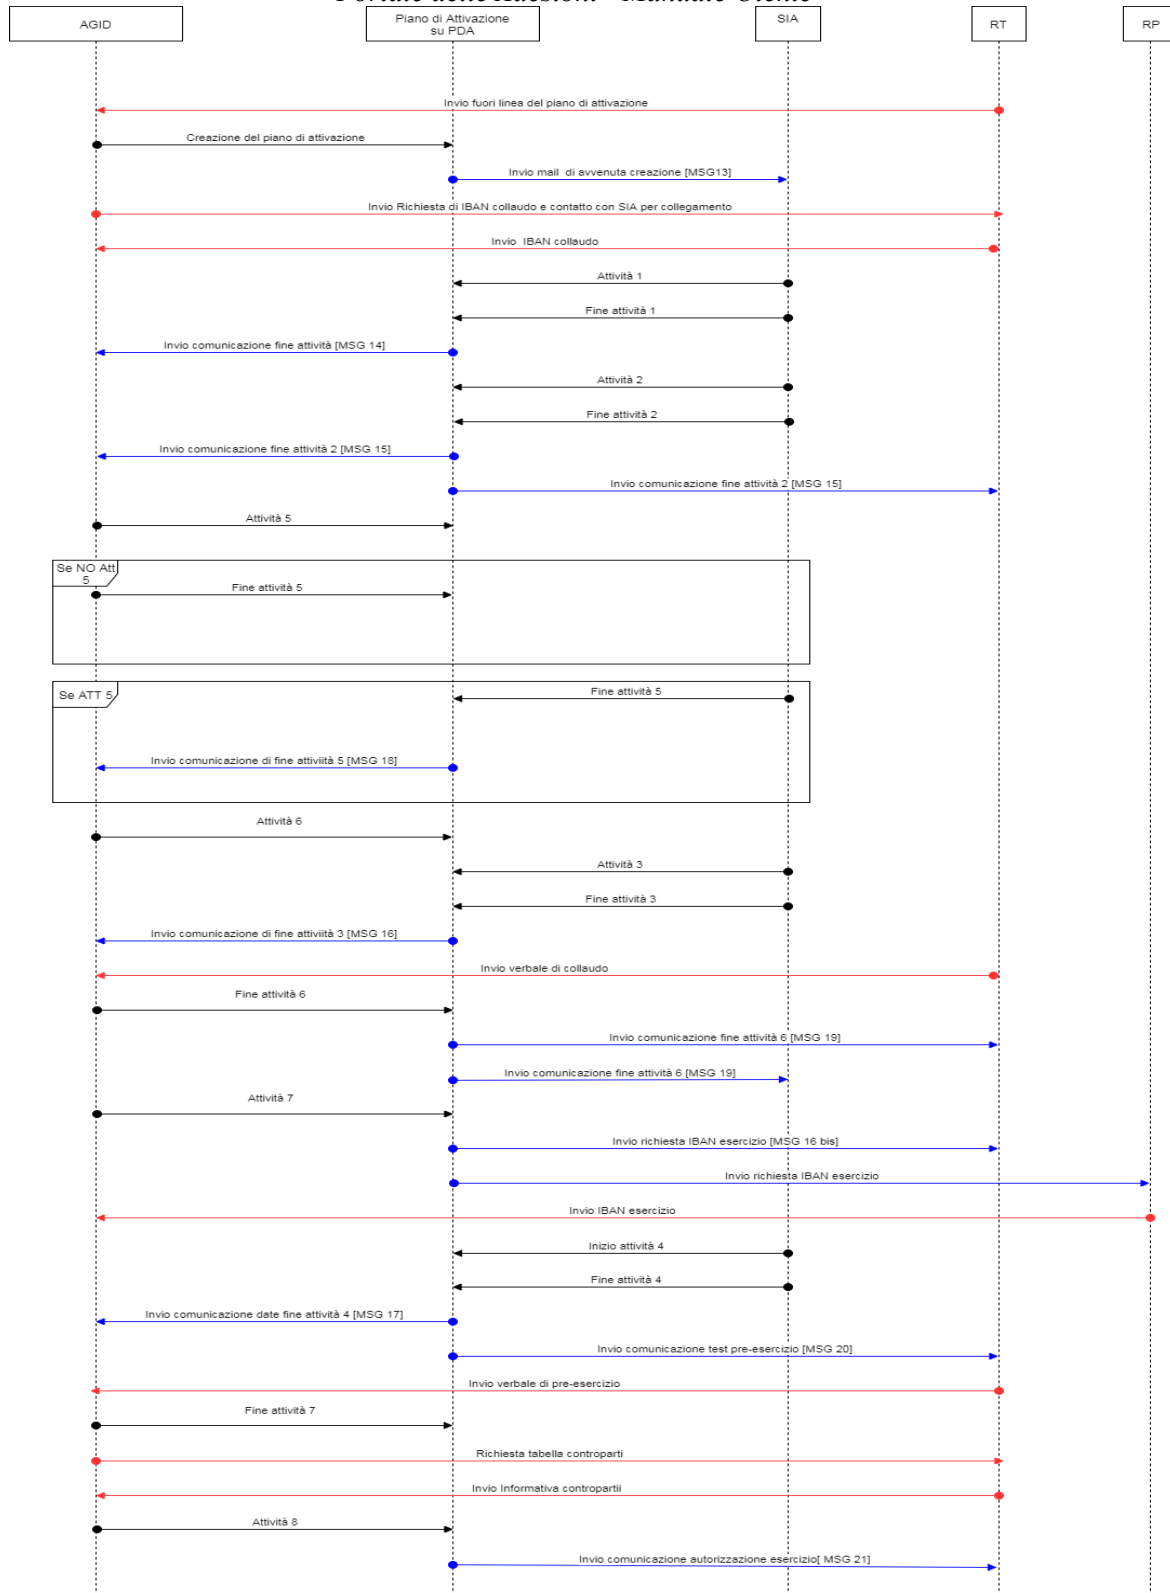 Portale delle Adesioni - Manuale Utente
AGID
Piano di Attivazione
su PDA
SIA
RT
RP
Invio fuori linea del piano di attivazione
Creazione del piano di attivazione
Invio mail di avvenuta creazione [MSG13]
Invio Richiesta di IBAN collaudo e contatto con SIA per collegamento
Invio IBAN collaudo
Attività 1
Fine attività 1
Invio comunicazione fine attività [MSG 14]
Attività 2
Fine attività 2
Invio comunicazione fine attività 2 [MSG 15]
Invio comunicazione fine attività 2 [MSG 15]
Attività 5
Se NO Att
5
Fine attività 5
Se ATT 5
Fine attività 5
Invio comunicazione di fine attiviità 5 [MSG 18]
Attività 6
Attività 3
Fine attività 3
Invio comunicazione di fine attiviità 3 [MSG 16]
Invio verbale di collaudo
Fine attività 6
Invio comunicazione fine attività 6 [MSG 19]
Invio comunicazione fine attività 6 [MSG 19]
Attività 7
Invio richiesta IBAN esercizio [MSG 16 bis]
Invio richiesta IBAN esercizio
Invio IBAN esercizio
Inizio attività 4
Fine attività 4
Invio comunicazione date fine attività 4 [MSG 17]
Invio comunicazione test pre-esercizio [MSG 20]
Invio verbale di pre-esercizio
Fine attività 7
Richiesta tabella controparti
Invio Informativa contropartii
Attività 8
Invio comunicazione autorizzazione esercizio[ MSG 21]